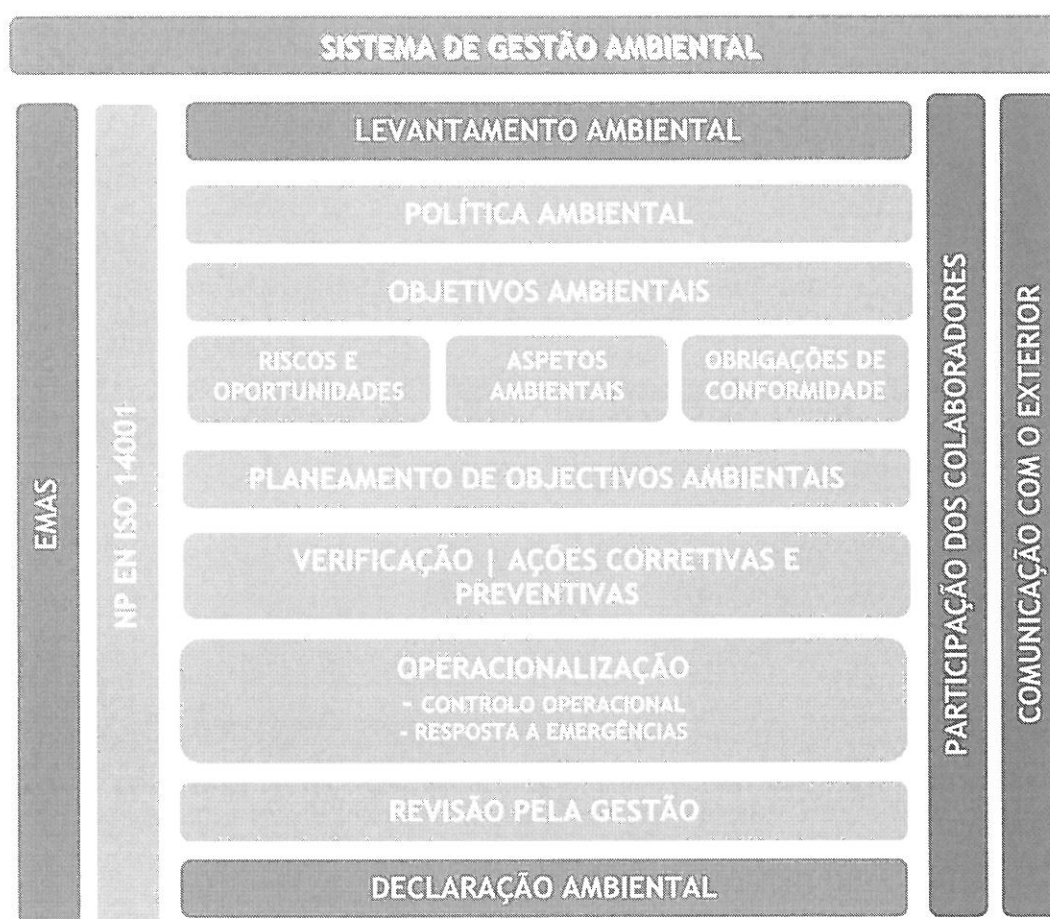 SISTEMA DE GESTÃO AMBIENTAL
EMAS
NP EN ISO 14001
LEVANTAMENTO AMBIENTAL
POLÍTICA AMBIENTAL
OBJETIVOS AMBIENTAIS
RISCOS E
OPORTUNIDADES
ASPETOS
AMBIENTAIS
OBRIGAÇÕES DE
CONFORMIDADE
PLANEAMENTO DE OBJECTIVOS AMBIENTAIS
VERIFICAÇÃO | AÇÕES CORRETIVAS E
PREVENTIVAS
OPERACIONALIZAÇÃO
- CONTROLO OPERACIONAL
- RESPOSTA A EMERGÊNCIAS
REVISÃO PELA GESTÃO
DECLARAÇÃO AMBIENTAL
PARTICIPAÇÃO DOS COLABORADORES
COMUNICAÇÃO COM O EXTERIOR